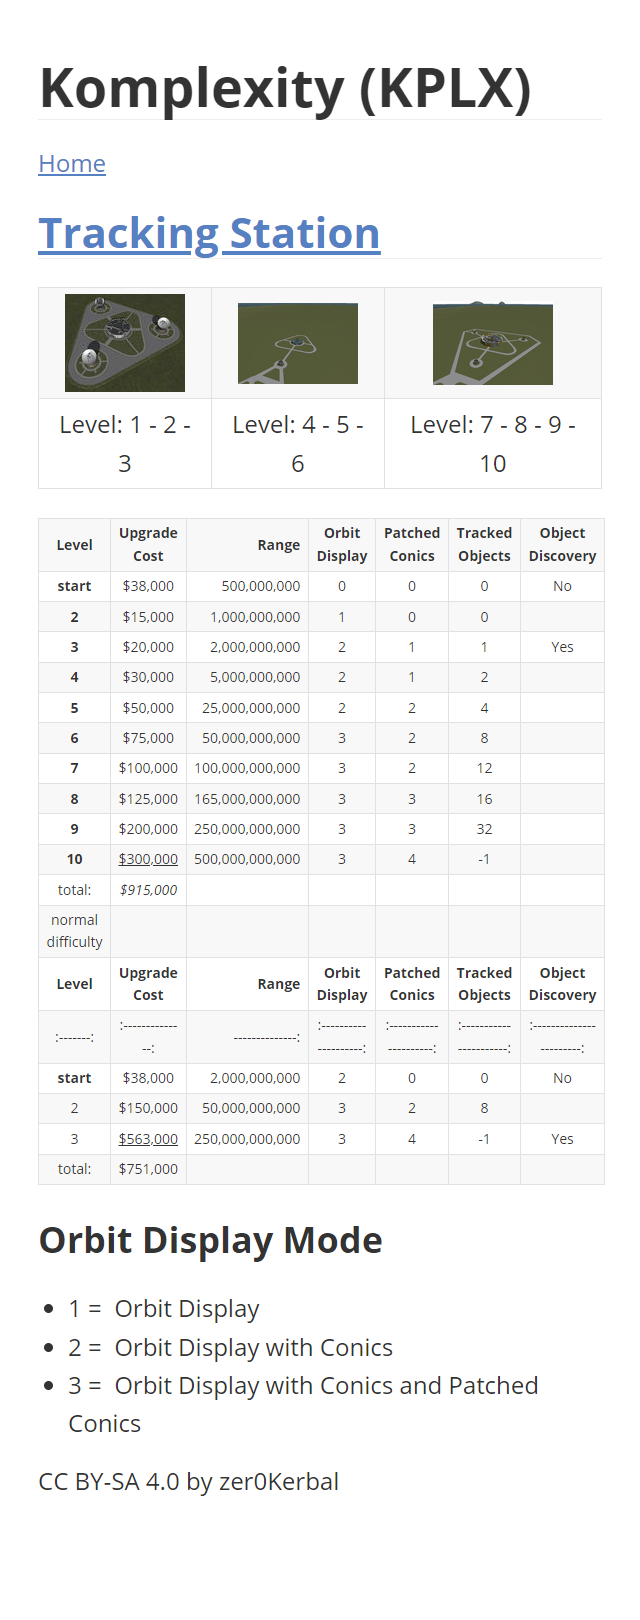 Komplexity (KPLX)
Home
Tracking Station
Level: 1 - 2 - 3
Level: 4 - 5 - 6
Level: 7 - 8 - 9 - 10
Level Upgrade Cost Range Orbit Display Patched Conics Tracked Objects Object Discovery
start $38,000 500,000,000 0 0 0 No
2 $15,000 1,000,000,000 1 0 0
3 $20,000 2,000,000,000 2 1 1 Yes
4 $30,000 5,000,000,000 2 1 2
5 $50,000 25,000,000,000 2 2 4
6 $75,000 50,000,000,000 3 2 8
7 $100,000 100,000,000,000 3 2 12
8 $125,000 165,000,000,000 3 3 16
9 $200,000 250,000,000,000 3 3 32
10 $300,000 500,000,000,000 3 4 -1
total: $915,000
normal difficulty
Level Upgrade Cost Range Orbit Display Patched Conics Tracked Objects Object Discovery
:-------: :--------------: --------------: :--------------------: :---------------------: :----------------------: :-----------------------:
start $38,000 2,000,000,000 2 0 0 No
2 $150,000 50,000,000,000 3 2 8
3 $563,000 250,000,000,000 3 4 -1 Yes
total: $751,000
Orbit Display Mode
1 = Orbit Display
2 = Orbit Display with Conics
3 = Orbit Display with Conics and Patched
Conics
CC BY-SA 4.0 by zer0Kerbal